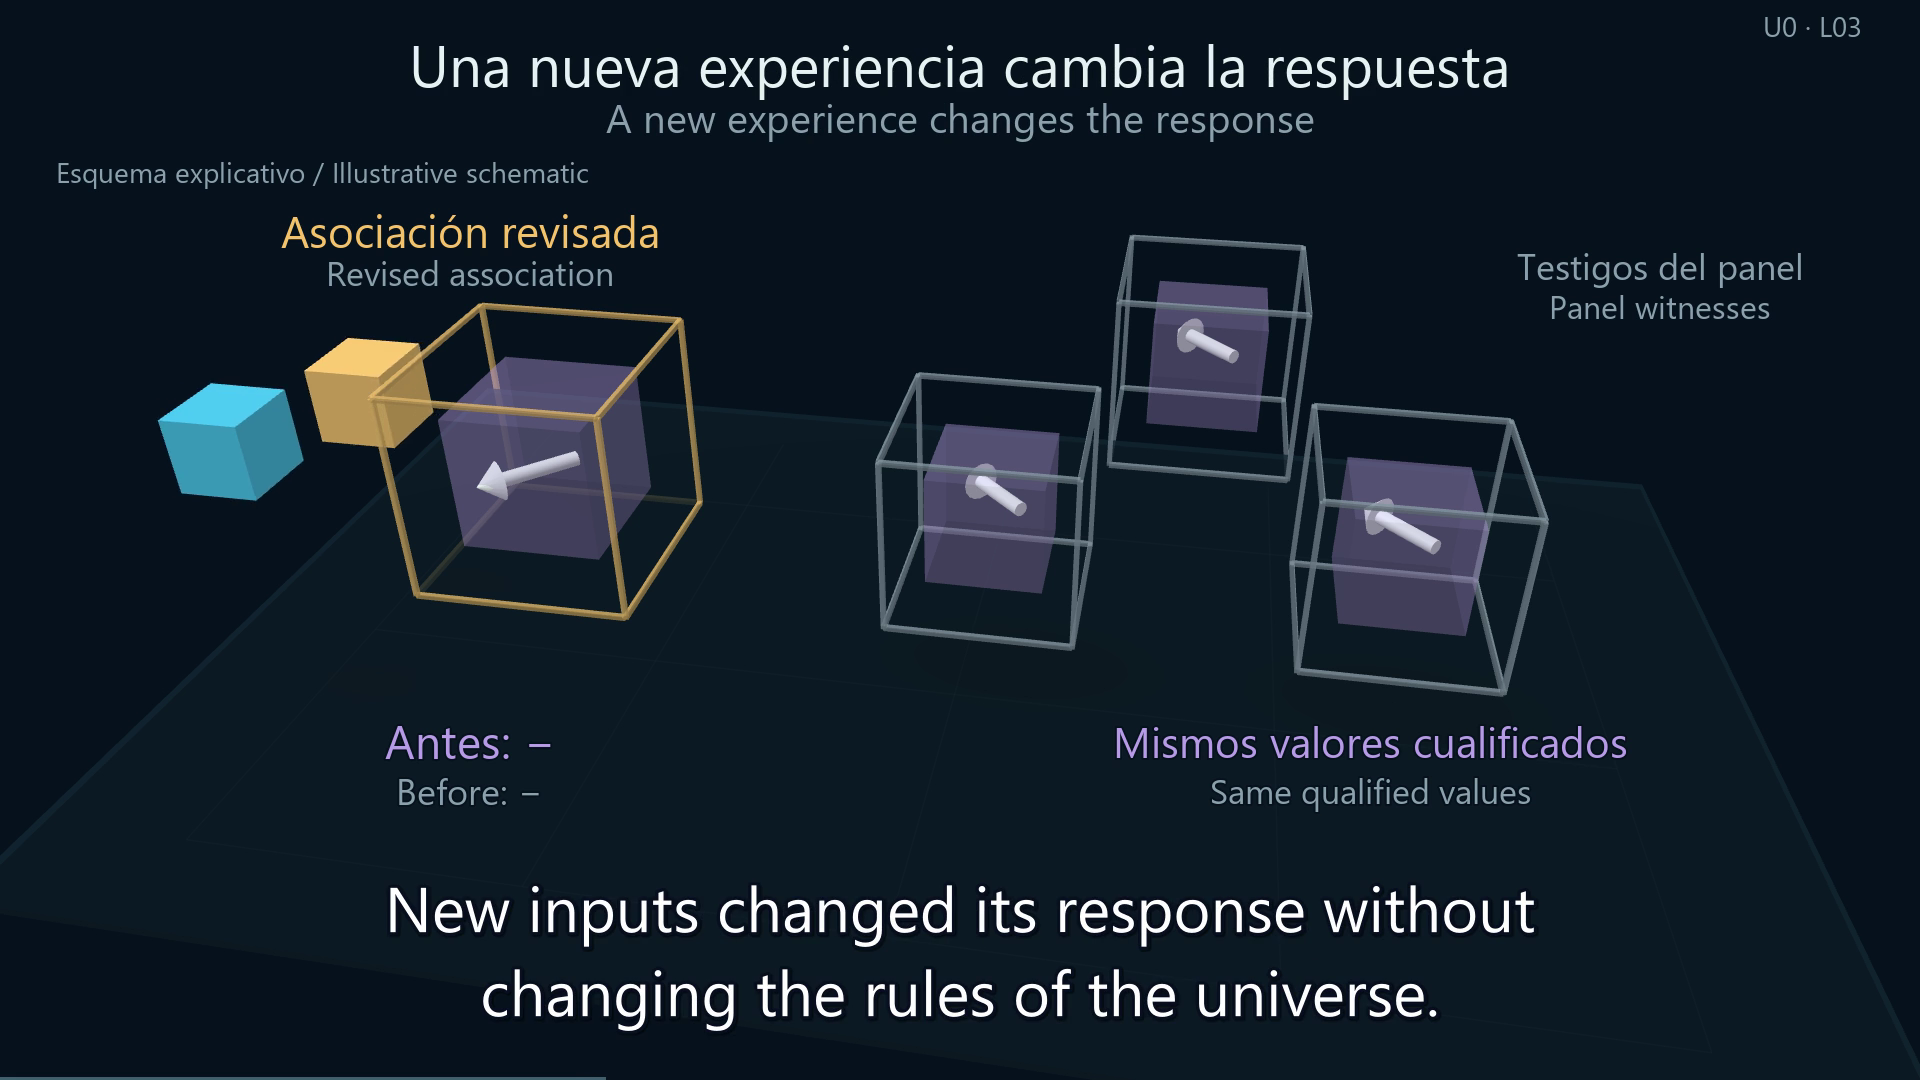 U0 · L03
Una nueva experiencia cambia la respuesta
A new experience changes the response
Esquema explicativo / Illustrative schematic
Asociación revisada
Revised association
Testigos del panel
Panel witnesses
Antes: –
Before: –
Mismos valores cualificados
Same qualified values
New inputs changed its response without
changing the rules of the universe.